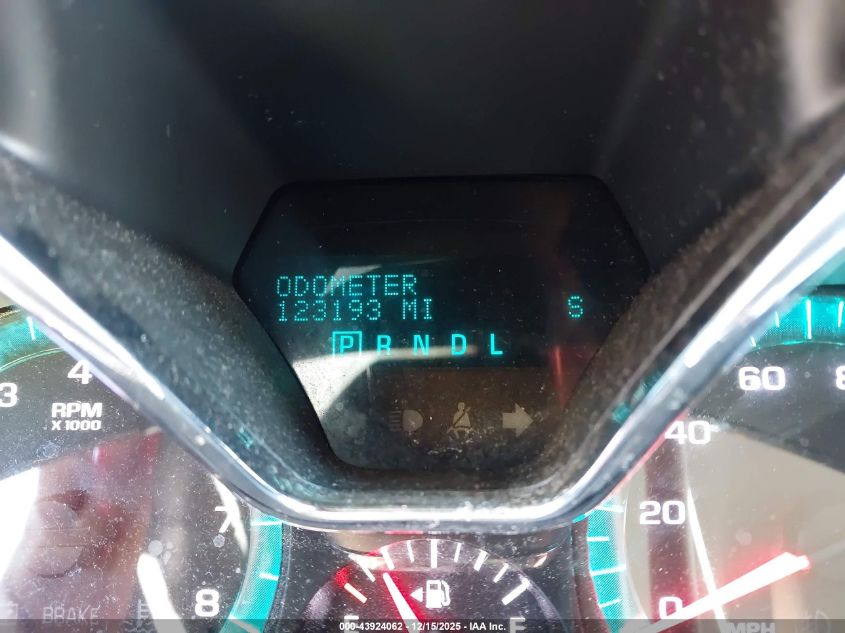 ODOMETER
123193 MI S
P R N D L
3 4
RPM
X 1000
7
8
BRAKE
60 8
40
20
0
MPH
E F
000-43924062 - 12/15/2025 - IAA Inc.